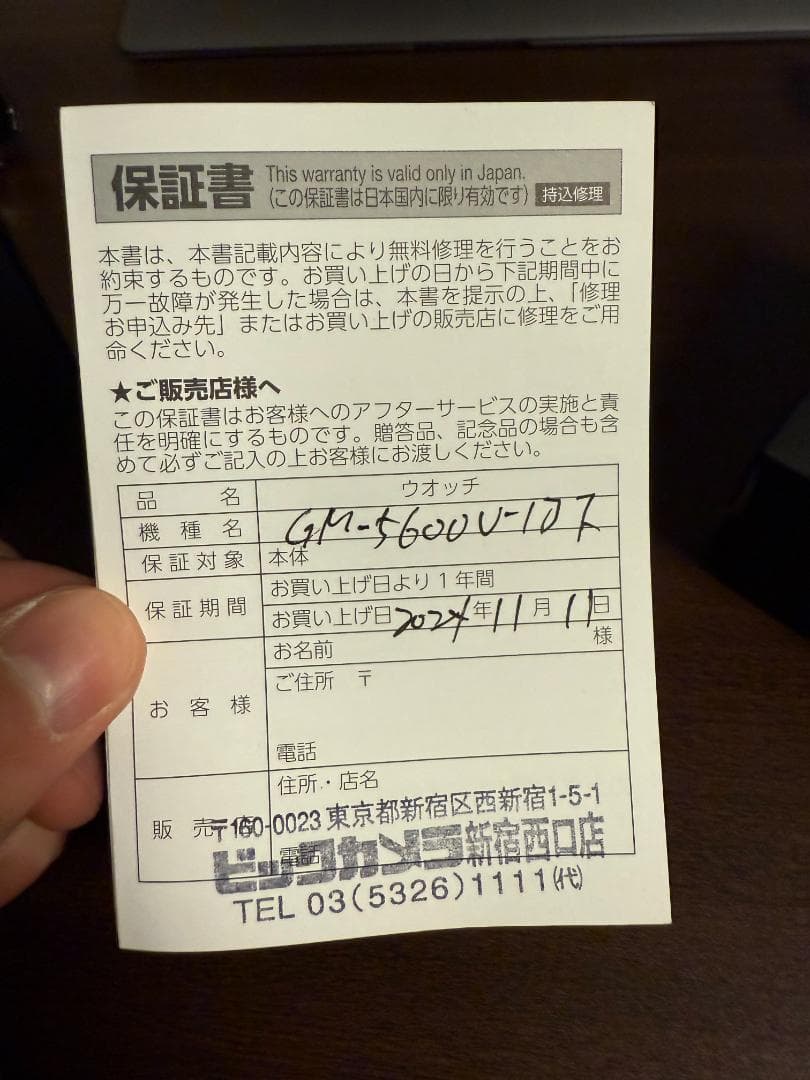 保証書 This warranty is valid only in Japan.
(この保証書は日本国内に限り有効です) 持込修理
本書は、本書記載内容により無料修理を行うことをお
約束するものです。お買い上げの日から下記期間中に
万一故障が発生した場合は、本書を提示の上、「修理
お申込み先」またはお買い上げの販売店に修理をご用
命ください。
★ご販売店様へ
この保証書はお客様へのアフターサービスの実施と責
任を明確にするものです。贈答品、記念品の場合も含
めて必ずご記入の上お客様にお渡しください。
品名 ウオッチ
機種名 GM-5600U-1JF
保証対象 本体
保証期間 お買い上げ日より1年間
お買い上げ日 2024年11月11日
お客様 お名前 様
ご住所 〒
電話
販売店 住所・店名
〒160-0023 東京都新宿区西新宿1-5-1
電話
ビックカメラ新宿西口店
TEL 03(5326)1111(代)